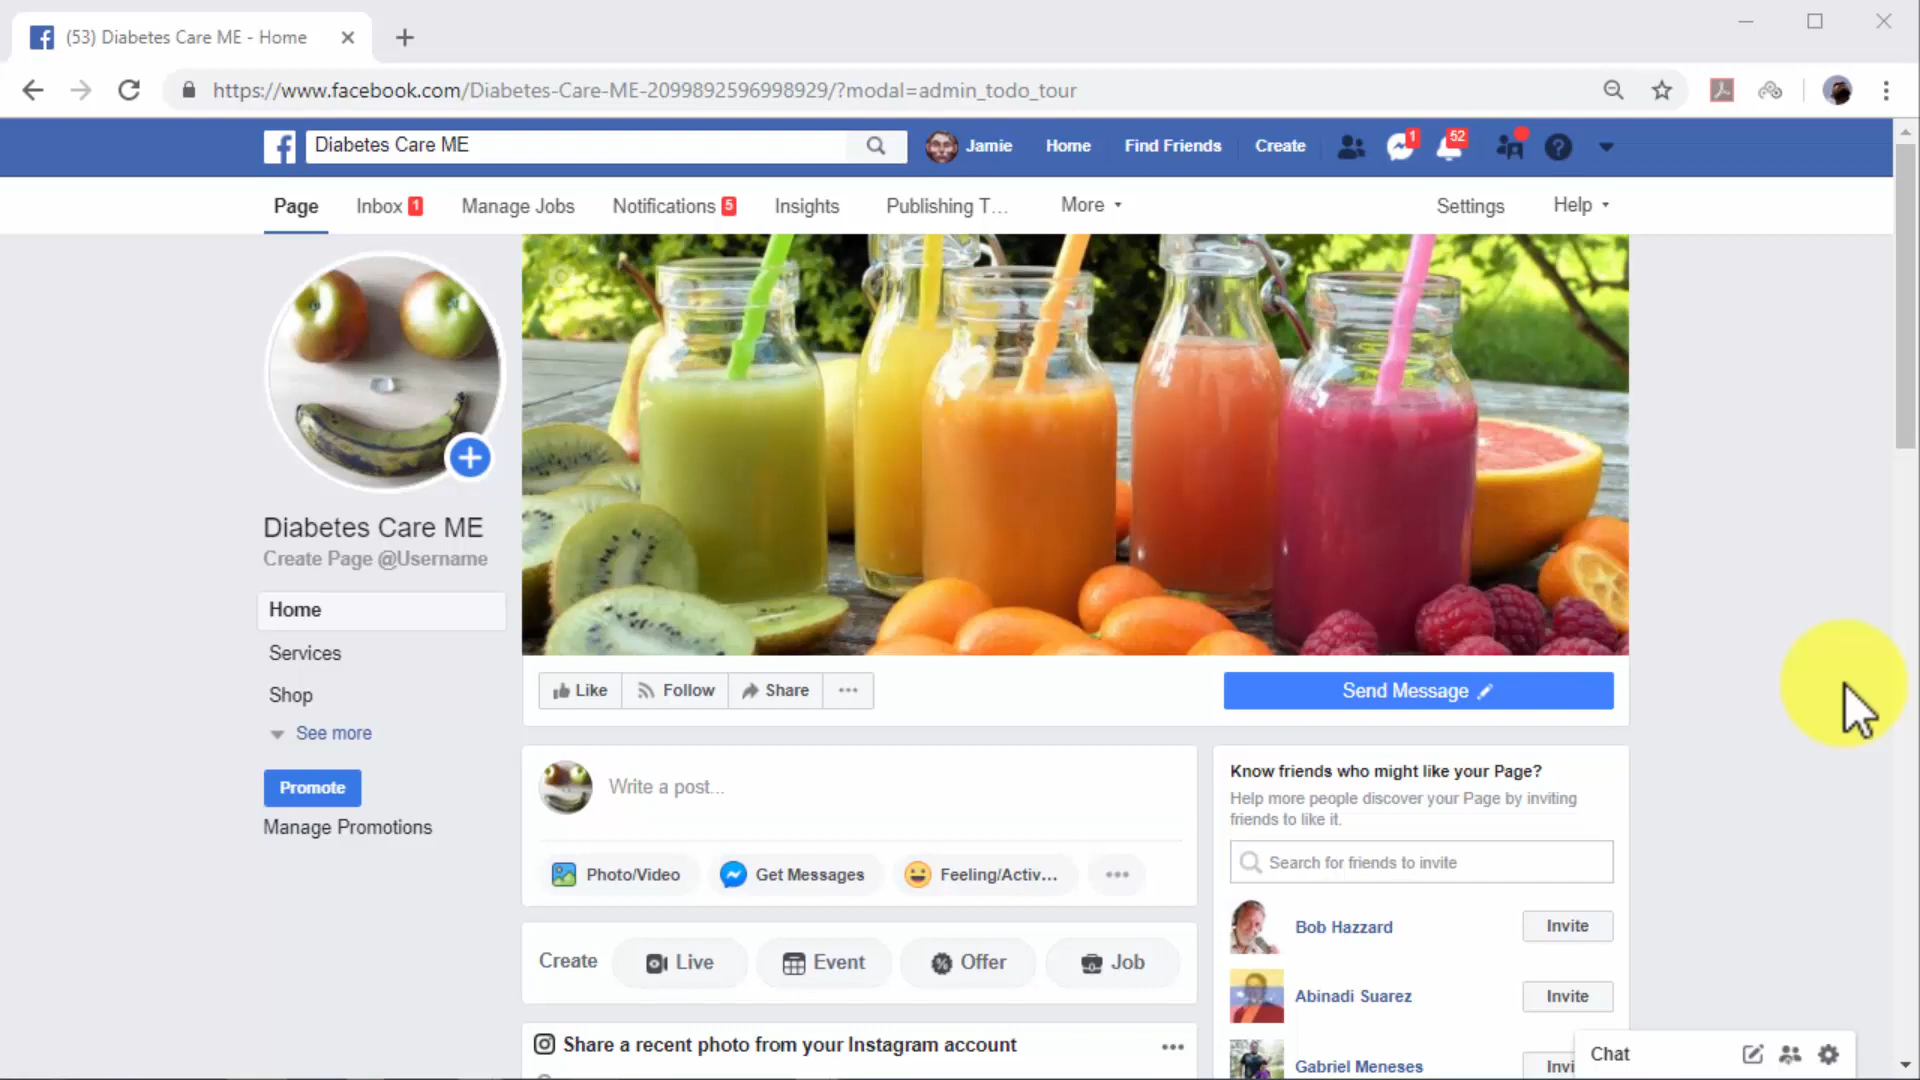 (53) Diabetes Care ME - Home
https://www.facebook.com/Diabetes-Care-ME-2099892596998929/?modal=admin_todo_tour
Diabetes Care ME
Jamie Home Find Friends Create 1 52
Page Inbox 1 Manage Jobs Notifications 5 Insights Publishing T... More Settings Help
Diabetes Care ME
Create Page @Username
Home
Services
Shop
See more
Promote
Manage Promotions
Like Follow Share Send Message
Write a post...
Photo/Video Get Messages Feeling/Activ...
Create Live Event Offer Job
Share a recent photo from your Instagram account
Know friends who might like your Page?
Help more people discover your Page by inviting
friends to like it.
Search for friends to invite
Bob Hazzard Invite
Abinadi Suarez Invite
Gabriel Meneses Invi
Chat